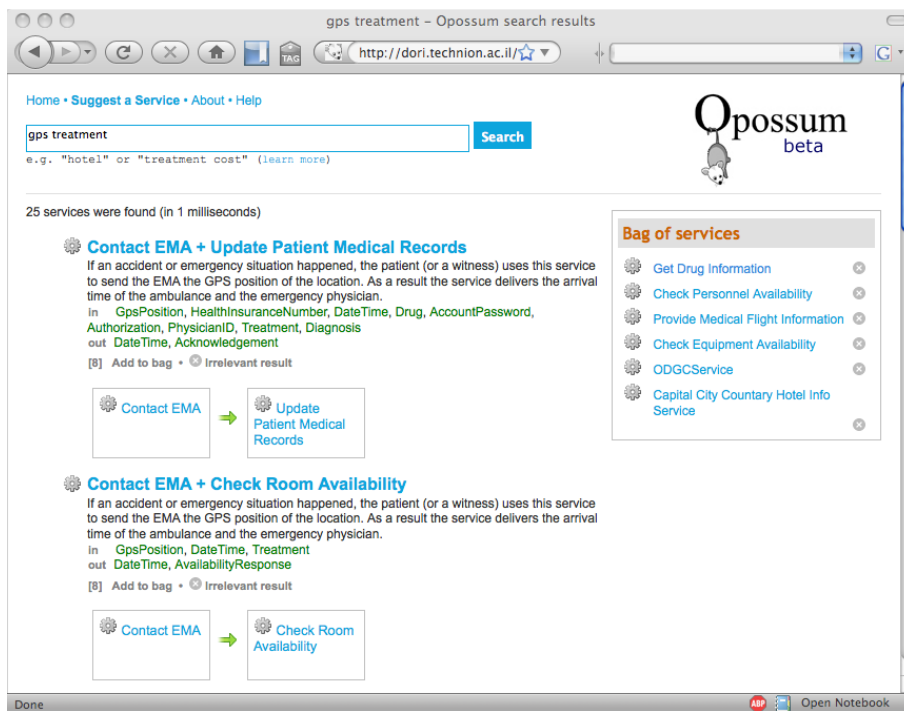 gps treatment – Opossum search results
TAG
http://dori.technion.ac.il/
G
Home • Suggest a Service • About • Help
gps treatment
Search
e.g. "hotel" or "treatment cost" (learn more)
Opossum
beta
25 services were found (in 1 milliseconds)
Contact EMA + Update Patient Medical Records
If an accident or emergency situation happened, the patient (or a witness) uses this service
to send the EMA the GPS position of the location. As a result the service delivers the arrival
time of the ambulance and the emergency physician.
in GpsPosition, HealthInsuranceNumber, DateTime, Drug, AccountPassword,
Authorization, PhysicianID, Treatment, Diagnosis
out DateTime, Acknowledgement
[8] Add to bag • Irrelevant result
Contact EMA
Update
Patient Medical
Records
Contact EMA + Check Room Availability
If an accident or emergency situation happened, the patient (or a witness) uses this service
to send the EMA the GPS position of the location. As a result the service delivers the arrival
time of the ambulance and the emergency physician.
in GpsPosition, DateTime, Treatment
out DateTime, AvailabilityResponse
[8] Add to bag • Irrelevant result
Contact EMA
Check Room
Availability
Bag of services
Get Drug Information
Check Personnel Availability
Provide Medical Flight Information
Check Equipment Availability
ODGCService
Capital City Countary Hotel Info
Service
Done
ABP
Open Notebook